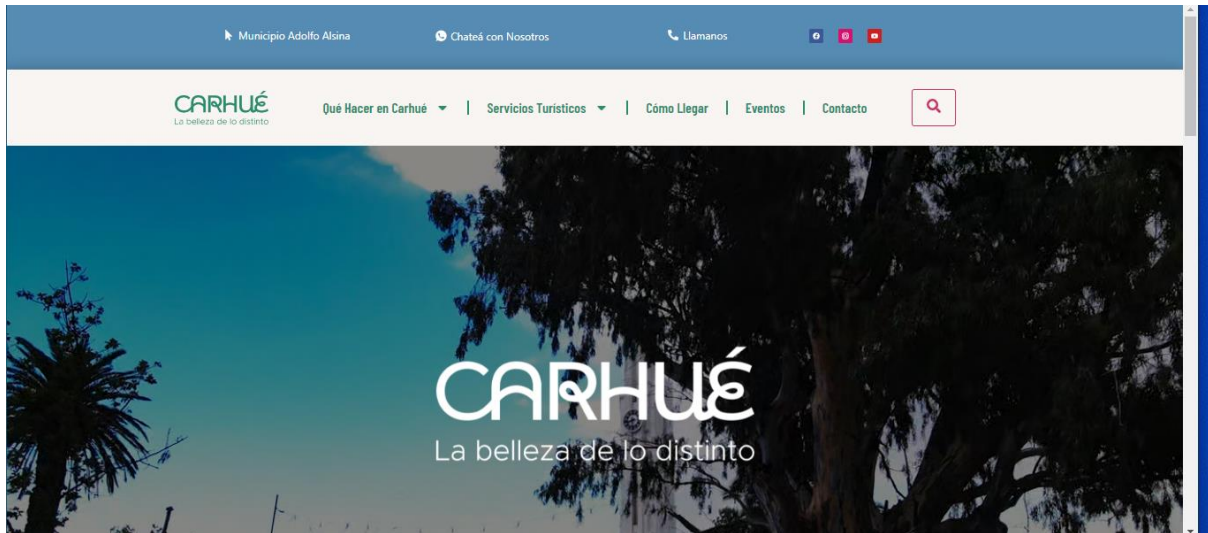 Municipio Adolfo Alsina
Chateá con Nosotros
Llamanos
CARHUÉ
La belleza de lo distinto
Qué Hacer en Carhué
Servicios Turísticos
Cómo Llegar
Eventos
Contacto
CARHUÉ
La belleza de lo distinto